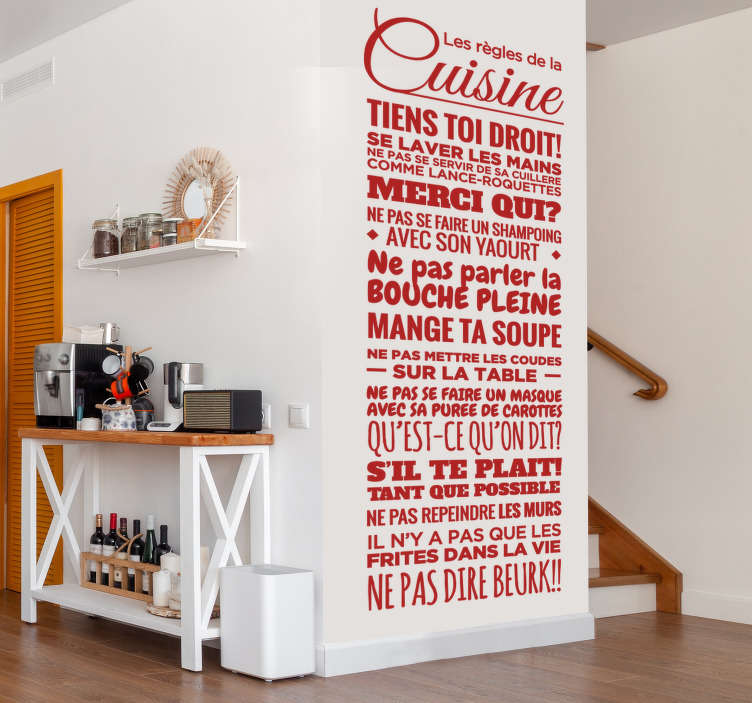 Les règles de la
Cuisine
TIENS TOI DROIT!
SE LAVER LES MAINS
NE PAS SE SERVIR DE SA CUILLERE
COMME LANCE-ROQUETTES
MERCI QUI?
NE PAS SE FAIRE UN SHAMPOING
AVEC SON YAOURT
Ne pas parler la
BOUCHE PLEINE
MANGE TA SOUPE
NE PAS METTRE LES COUDES
SUR LA TABLE
NE PAS SE FAIRE UN MASQUE
AVEC SA PUREE DE CAROTTES
QU'EST-CE QU'ON DIT?
S'IL TE PLAIT!
TANT QUE POSSIBLE
NE PAS REPEINDRE LES MURS
IL N'Y A PAS QUE LES
FRITES DANS LA VIE
NE PAS DIRE BEURK!!